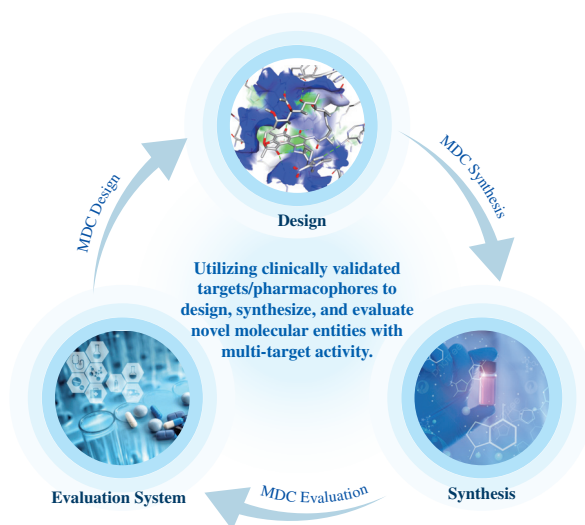 MDC Design
MDC Synthesis
Design
Utilizing clinically validated
targets/pharmacophores to
design, synthesize, and evaluate
novel molecular entities with
multi-target activity.
Evaluation System
MDC Evaluation
Synthesis